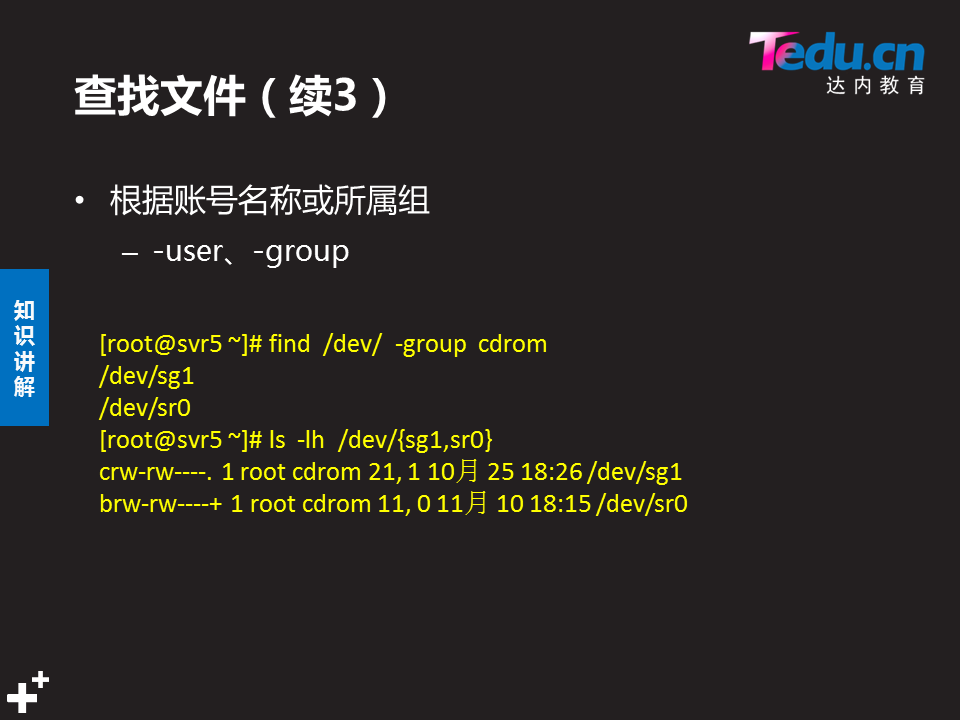 Tedu.cn
达内教育
查找文件（续3）
• 根据账号名称或所属组
– -user、-group
知识讲解
[root@svr5 ~]# find /dev/ -group cdrom
/dev/sg1
/dev/sr0
[root@svr5 ~]# ls -lh /dev/{sg1,sr0}
crw-rw----. 1 root cdrom 21, 1 10月 25 18:26 /dev/sg1
brw-rw----+ 1 root cdrom 11, 0 11月 10 18:15 /dev/sr0